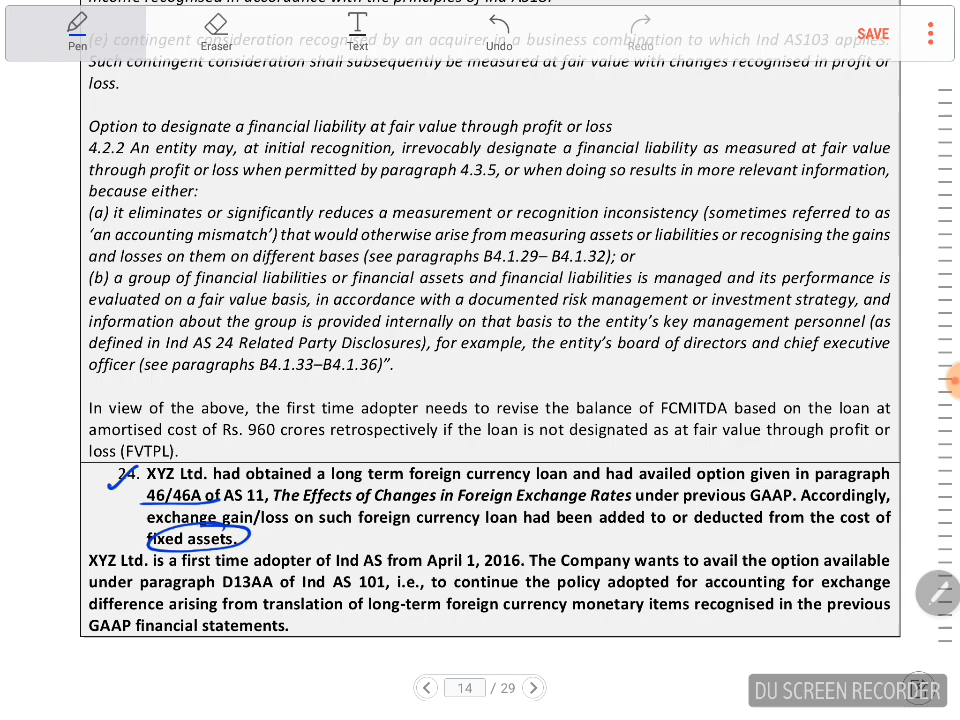 income recognised in accordance with the principles of Ind AS18.
(e) contingent consideration recognised by an acquirer in a business combination to which Ind AS103 applies.
Pen
Eraser
Text
Undo
Redo
SAVE
Such contingent consideration shall subsequently be measured at fair value with changes recognised in profit or
loss.
Option to designate a financial liability at fair value through profit or loss
4.2.2 An entity may, at initial recognition, irrevocably designate a financial liability as measured at fair value
through profit or loss when permitted by paragraph 4.3.5, or when doing so results in more relevant information,
because either:
(a) it eliminates or significantly reduces a measurement or recognition inconsistency (sometimes referred to as
‘an accounting mismatch’) that would otherwise arise from measuring assets or liabilities or recognising the gains
and losses on them on different bases (see paragraphs B4.1.29– B4.1.32); or
(b) a group of financial liabilities or financial assets and financial liabilities is managed and its performance is
evaluated on a fair value basis, in accordance with a documented risk management or investment strategy, and
information about the group is provided internally on that basis to the entity’s key management personnel (as
defined in Ind AS 24 Related Party Disclosures), for example, the entity’s board of directors and chief executive
officer (see paragraphs B4.1.33–B4.1.36)”.
In view of the above, the first time adopter needs to revise the balance of FCMITDA based on the loan at
amortised cost of Rs. 960 crores retrospectively if the loan is not designated as at fair value through profit or
loss (FVTPL).
24. XYZ Ltd. had obtained a long term foreign currency loan and had availed option given in paragraph
46/46A of AS 11, The Effects of Changes in Foreign Exchange Rates under previous GAAP. Accordingly,
exchange gain/loss on such foreign currency loan had been added to or deducted from the cost of
fixed assets.
XYZ Ltd. is a first time adopter of Ind AS from April 1, 2016. The Company wants to avail the option available
under paragraph D13AA of Ind AS 101, i.e., to continue the policy adopted for accounting for exchange
difference arising from translation of long-term foreign currency monetary items recognised in the previous
GAAP financial statements.
14 / 29
DU SCREEN RECORDER